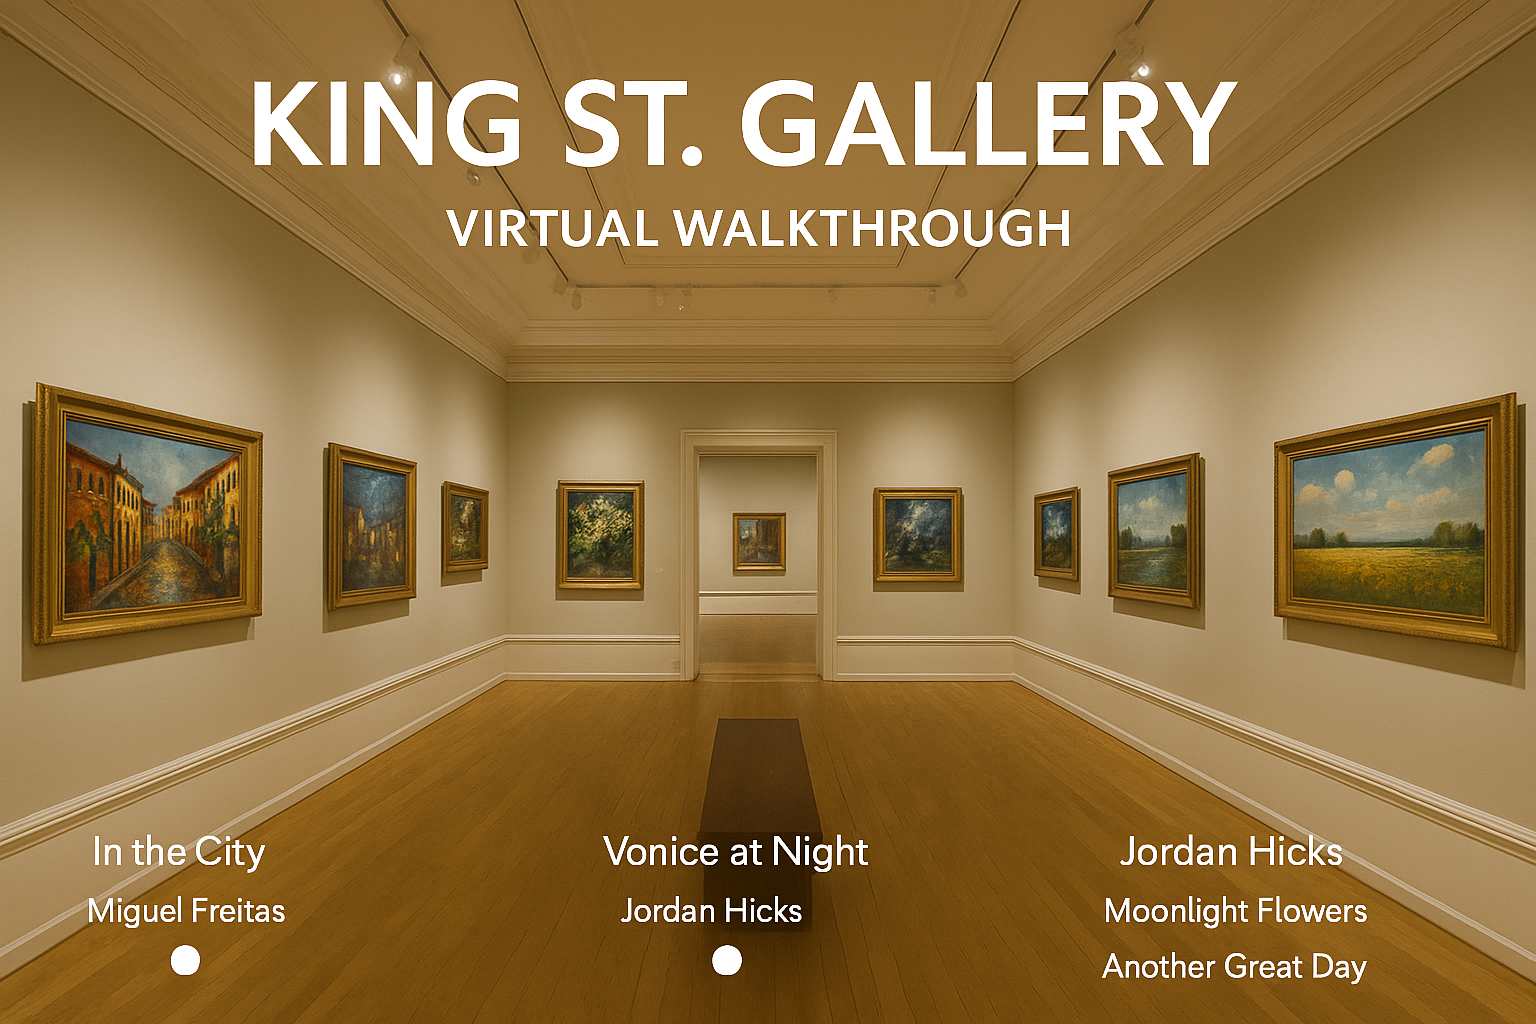 KING ST. GALLERY
VIRTUAL WALKTHROUGH
In the City
Miguel Freitas
Vonice at Night
Jordan Hicks
Jordan Hicks
Moonlight Flowers
Another Great Day